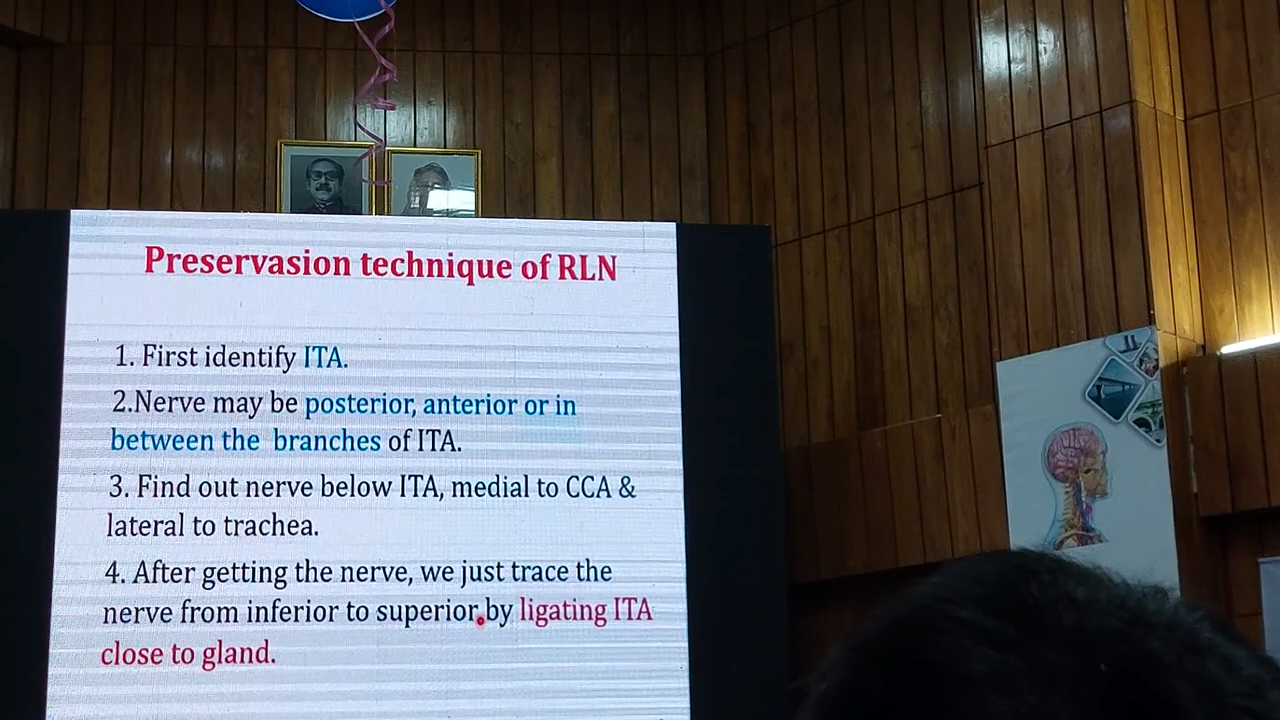 Preservasion technique of RLN
1. First identify ITA.
2.Nerve may be posterior, anterior or in
between the branches of ITA.
3. Find out nerve below ITA, medial to CCA &
lateral to trachea.
4. After getting the nerve, we just trace the
nerve from inferior to superior by ligating ITA
close to gland.